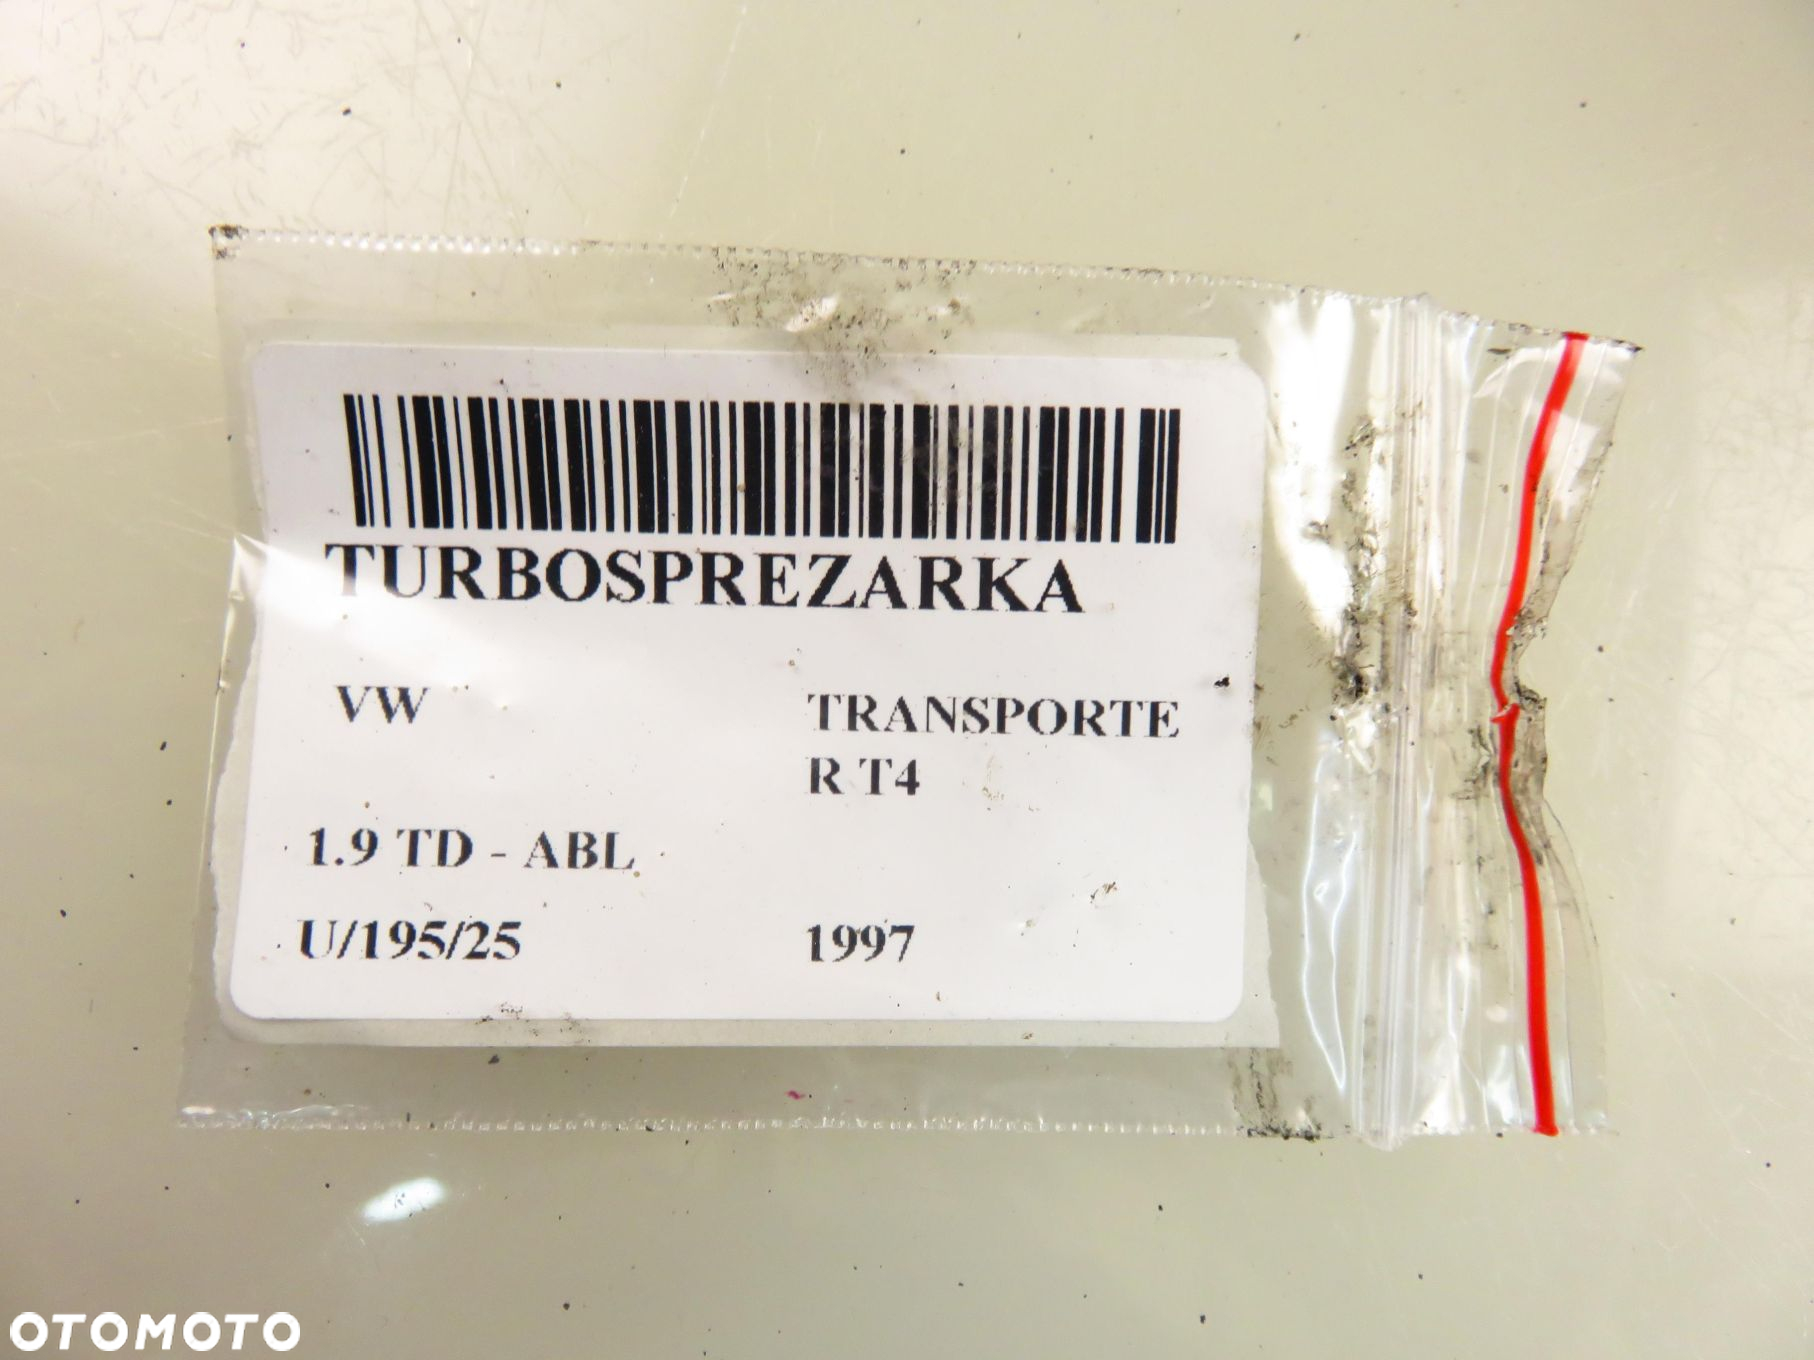 TURBOSPREZARKA
VW
TRANSPORTE
R T4
1.9 TD - ABL
U/195/25
1997
OTOMOTO